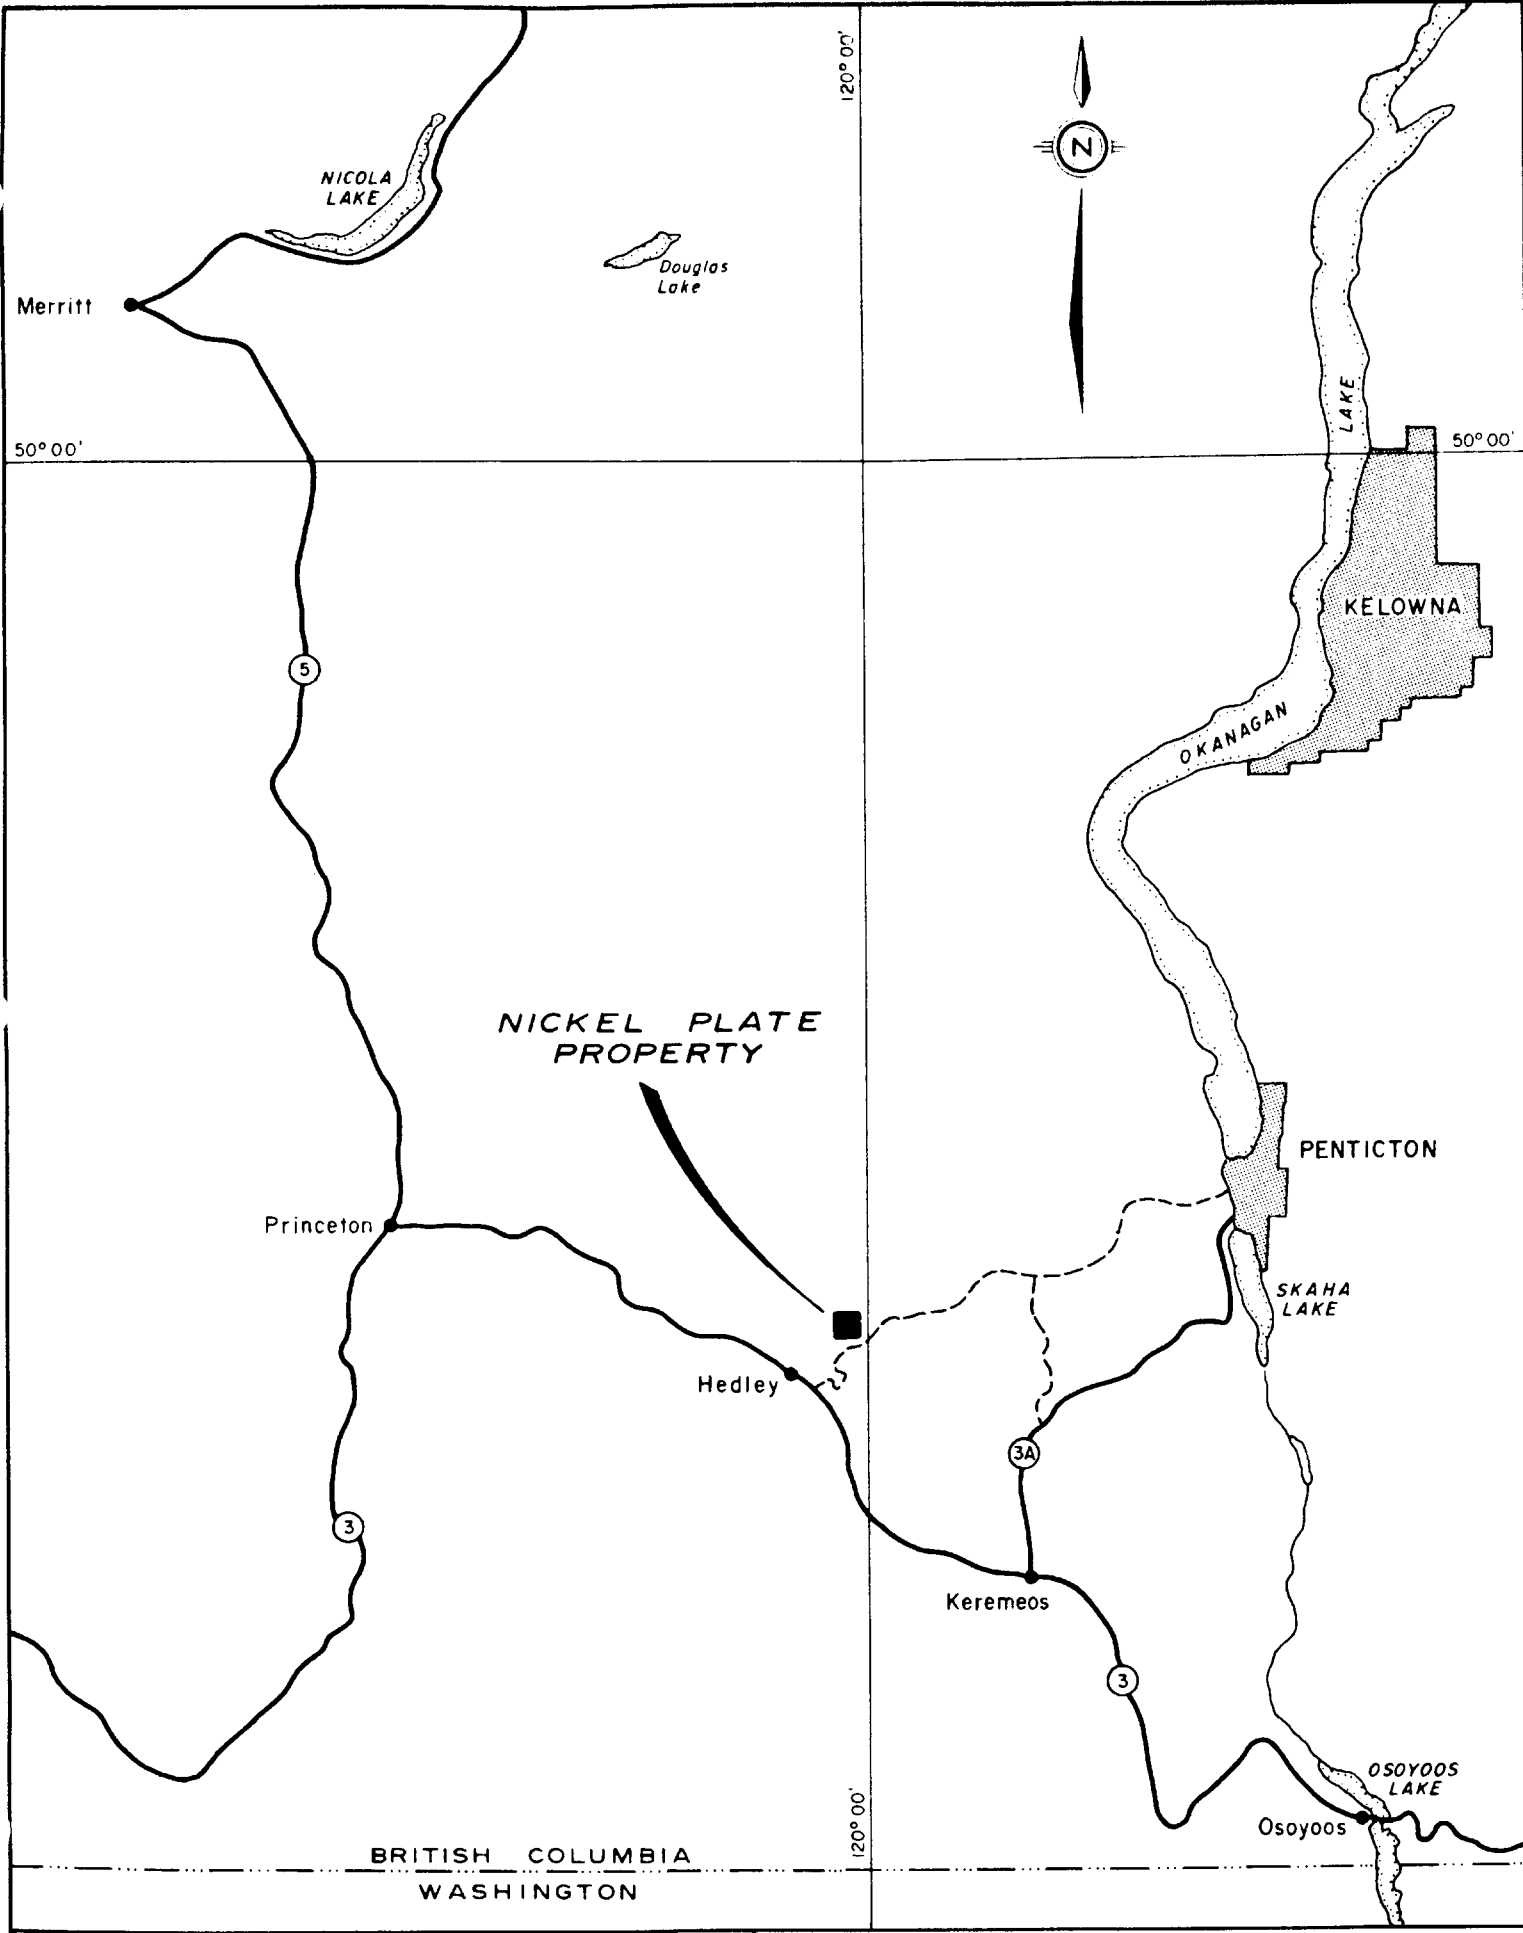 120° 00'
N
NICOLA
LAKE
Douglas
Lake
Merritt
LAKE
50° 00'
50° 00'
KELOWNA
5
OKANAGAN
NICKEL PLATE
PROPERTY
PENTICTON
Princeton
SKAHA
LAKE
Hedley
3A
3
Keremeos
3
OSOYOOS
LAKE
120° 00'
Osoyoos
BRITISH COLUMBIA
WASHINGTON